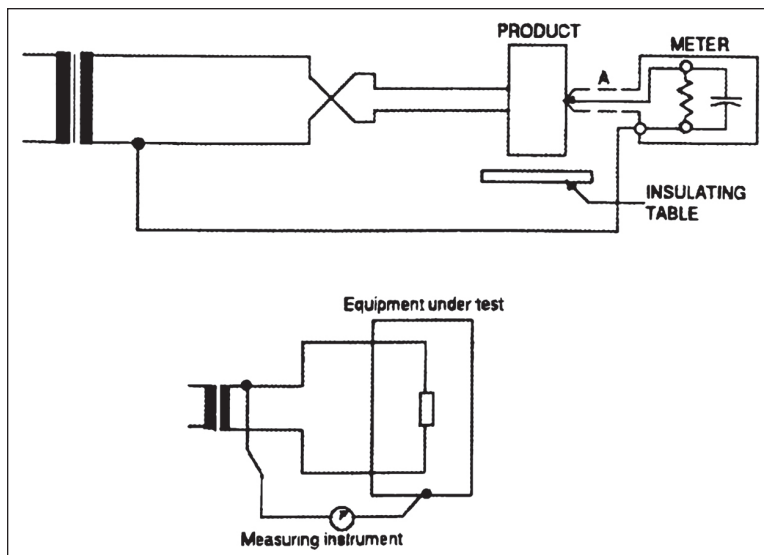 PRODUCT
METER
A
INSULATING
TABLE
Equipment under test
Measuring instrument